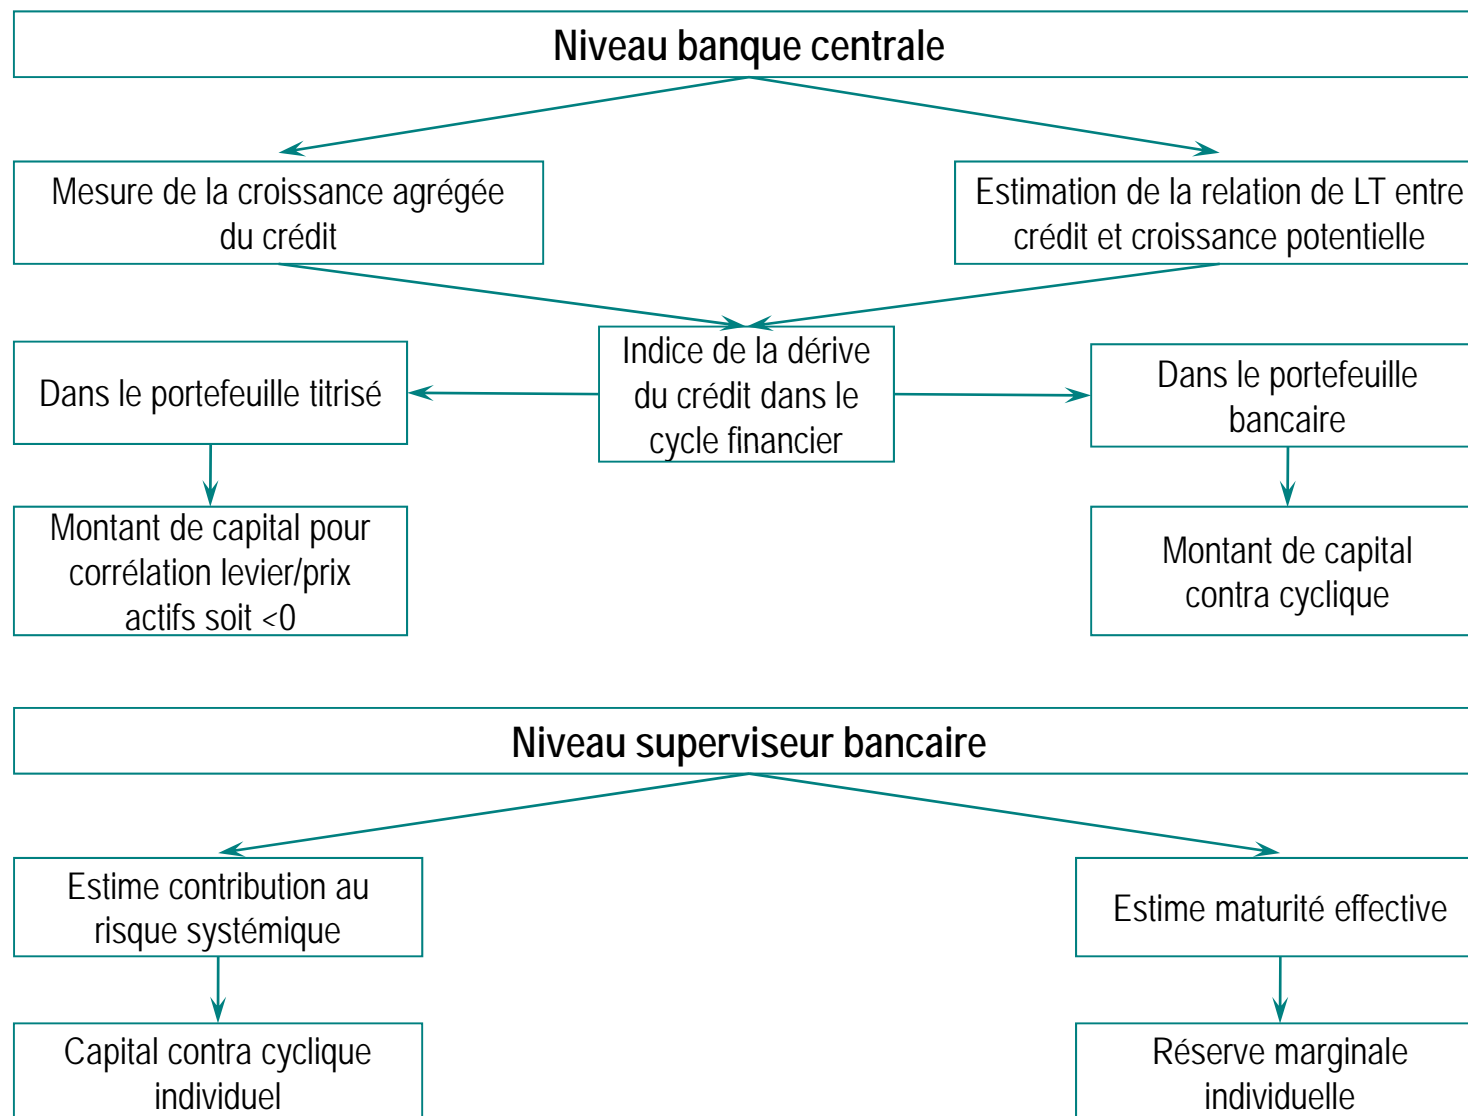 Niveau banque centrale
Mesure de la croissance agrégée
du crédit
Estimation de la relation de LT entre
crédit et croissance potentielle
Dans le portefeuille titrisé
Indice de la dérive
du crédit dans le
cycle financier
Dans le portefeuille
bancaire
Montant de capital pour
corrélation levier/prix
actifs soit <0
Montant de capital
contra cyclique
Niveau superviseur bancaire
Estime contribution au
risque systémique
Estime maturité effective
Capital contra cyclique
individuel
Réserve marginale
individuelle